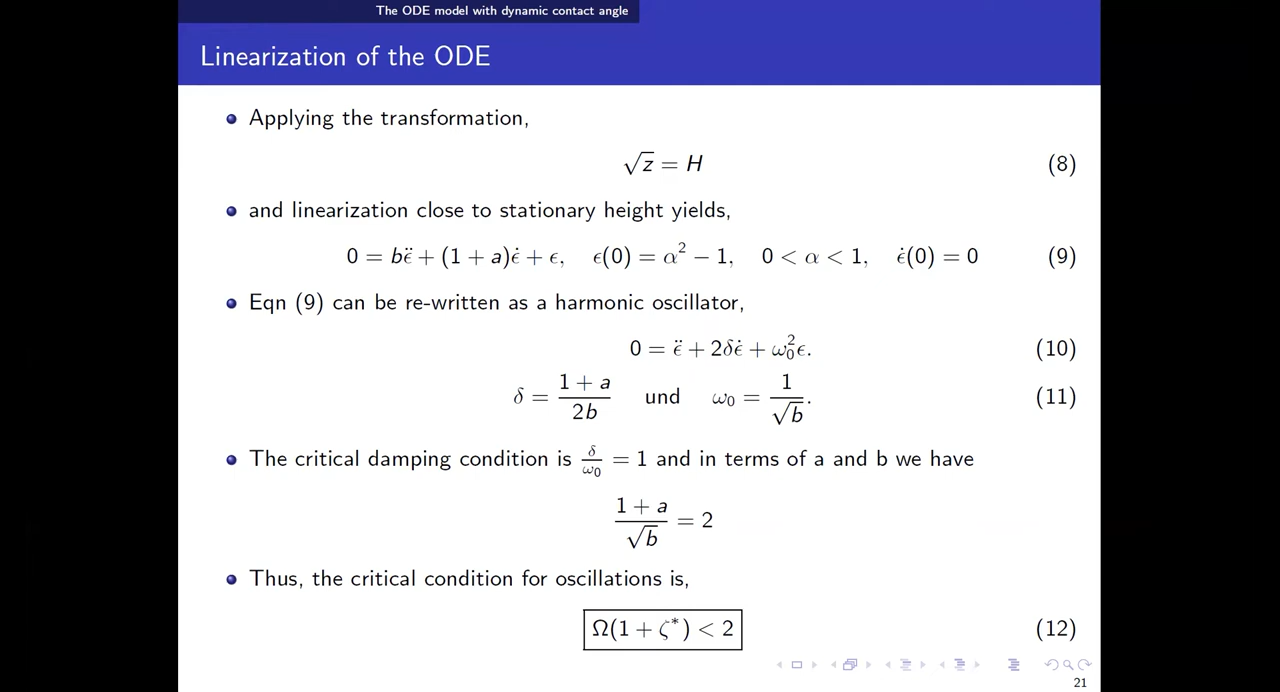 The ODE model with dynamic contact angle
Linearization of the ODE
Applying the transformation,
√z = H (8)
and linearization close to stationary height yields,
0 = bϵ̈ + (1 + a)ϵ̇ + ϵ, ϵ(0) = α² − 1, 0 < α < 1, ϵ̇(0) = 0 (9)
Eqn (9) can be re-written as a harmonic oscillator,
0 = ϵ̈ + 2δϵ̇ + ω₀²ϵ. (10)
δ = (1 + a)/(2b) und ω₀ = 1/√b. (11)
The critical damping condition is δ/ω₀ = 1 and in terms of a and b we have
(1 + a)/√b = 2
Thus, the critical condition for oscillations is,
Ω(1 + ζ*) < 2 (12)
21